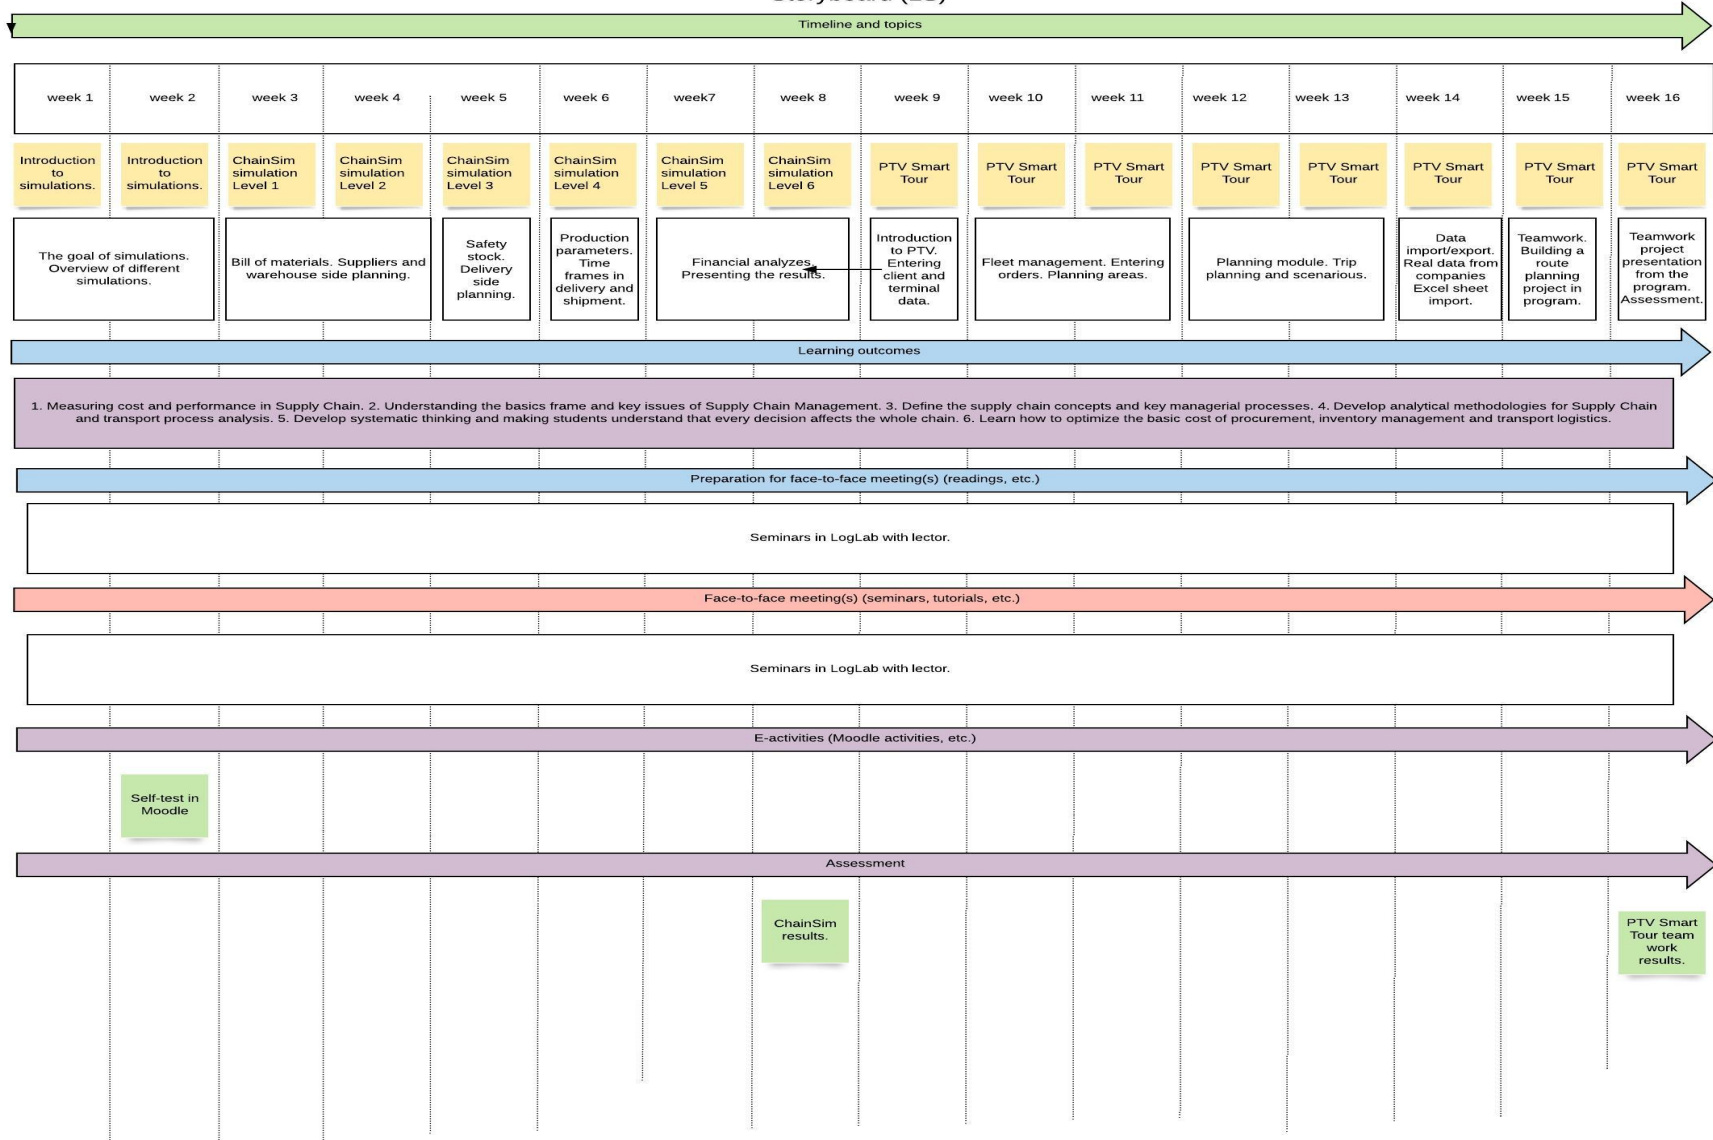 Timeline and topics
week 1
week 2
week 3
week 4
week 5
week 6
week7
week 8
week 9
week 10
week 11
week 12
week 13
week 14
week 15
week 16
Introduction
to
simulations.
Introduction
to
simulations.
ChainSim
simulation
Level 1
ChainSim
simulation
Level 2
ChainSim
simulation
Level 3
ChainSim
simulation
Level 4
ChainSim
simulation
Level 5
ChainSim
simulation
Level 6
PTV Smart
Tour
PTV Smart
Tour
PTV Smart
Tour
PTV Smart
Tour
PTV Smart
Tour
PTV Smart
Tour
PTV Smart
Tour
PTV Smart
Tour
The goal of simulations.
Overview of different
simulations.
Bill of materials. Suppliers and
warehouse side planning.
Safety
stock.
Delivery
side
planning.
Production
parameters.
Time
frames in
delivery and
shipment.
Financial analyzes.
Presenting the results.
Introduction
to PTV.
Entering
client and
terminal
data.
Fleet management. Entering
orders. Planning areas.
Planning module. Trip
planning and scenarious.
Data
import/export.
Real data from
companies
Excel sheet
import.
Teamwork.
Building a
route
planning
project in
program.
Teamwork
project
presentation
from the
program.
Assessment.
Learning outcomes
1. Measuring cost and performance in Supply Chain. 2. Understanding the basics frame and key issues of Supply Chain Management. 3. Define the supply chain concepts and key managerial processes. 4. Develop analytical methodologies for Supply Chain
and transport process analysis. 5. Develop systematic thinking and making students understand that every decision affects the whole chain. 6. Learn how to optimize the basic cost of procurement, inventory management and transport logistics.
Preparation for face-to-face meeting(s) (readings, etc.)
Seminars in LogLab with lector.
Face-to-face meeting(s) (seminars, tutorials, etc.)
Seminars in LogLab with lector.
E-activities (Moodle activities, etc.)
Self-test in
Moodle
Assessment
ChainSim
results.
PTV Smart
Tour team
work
results.